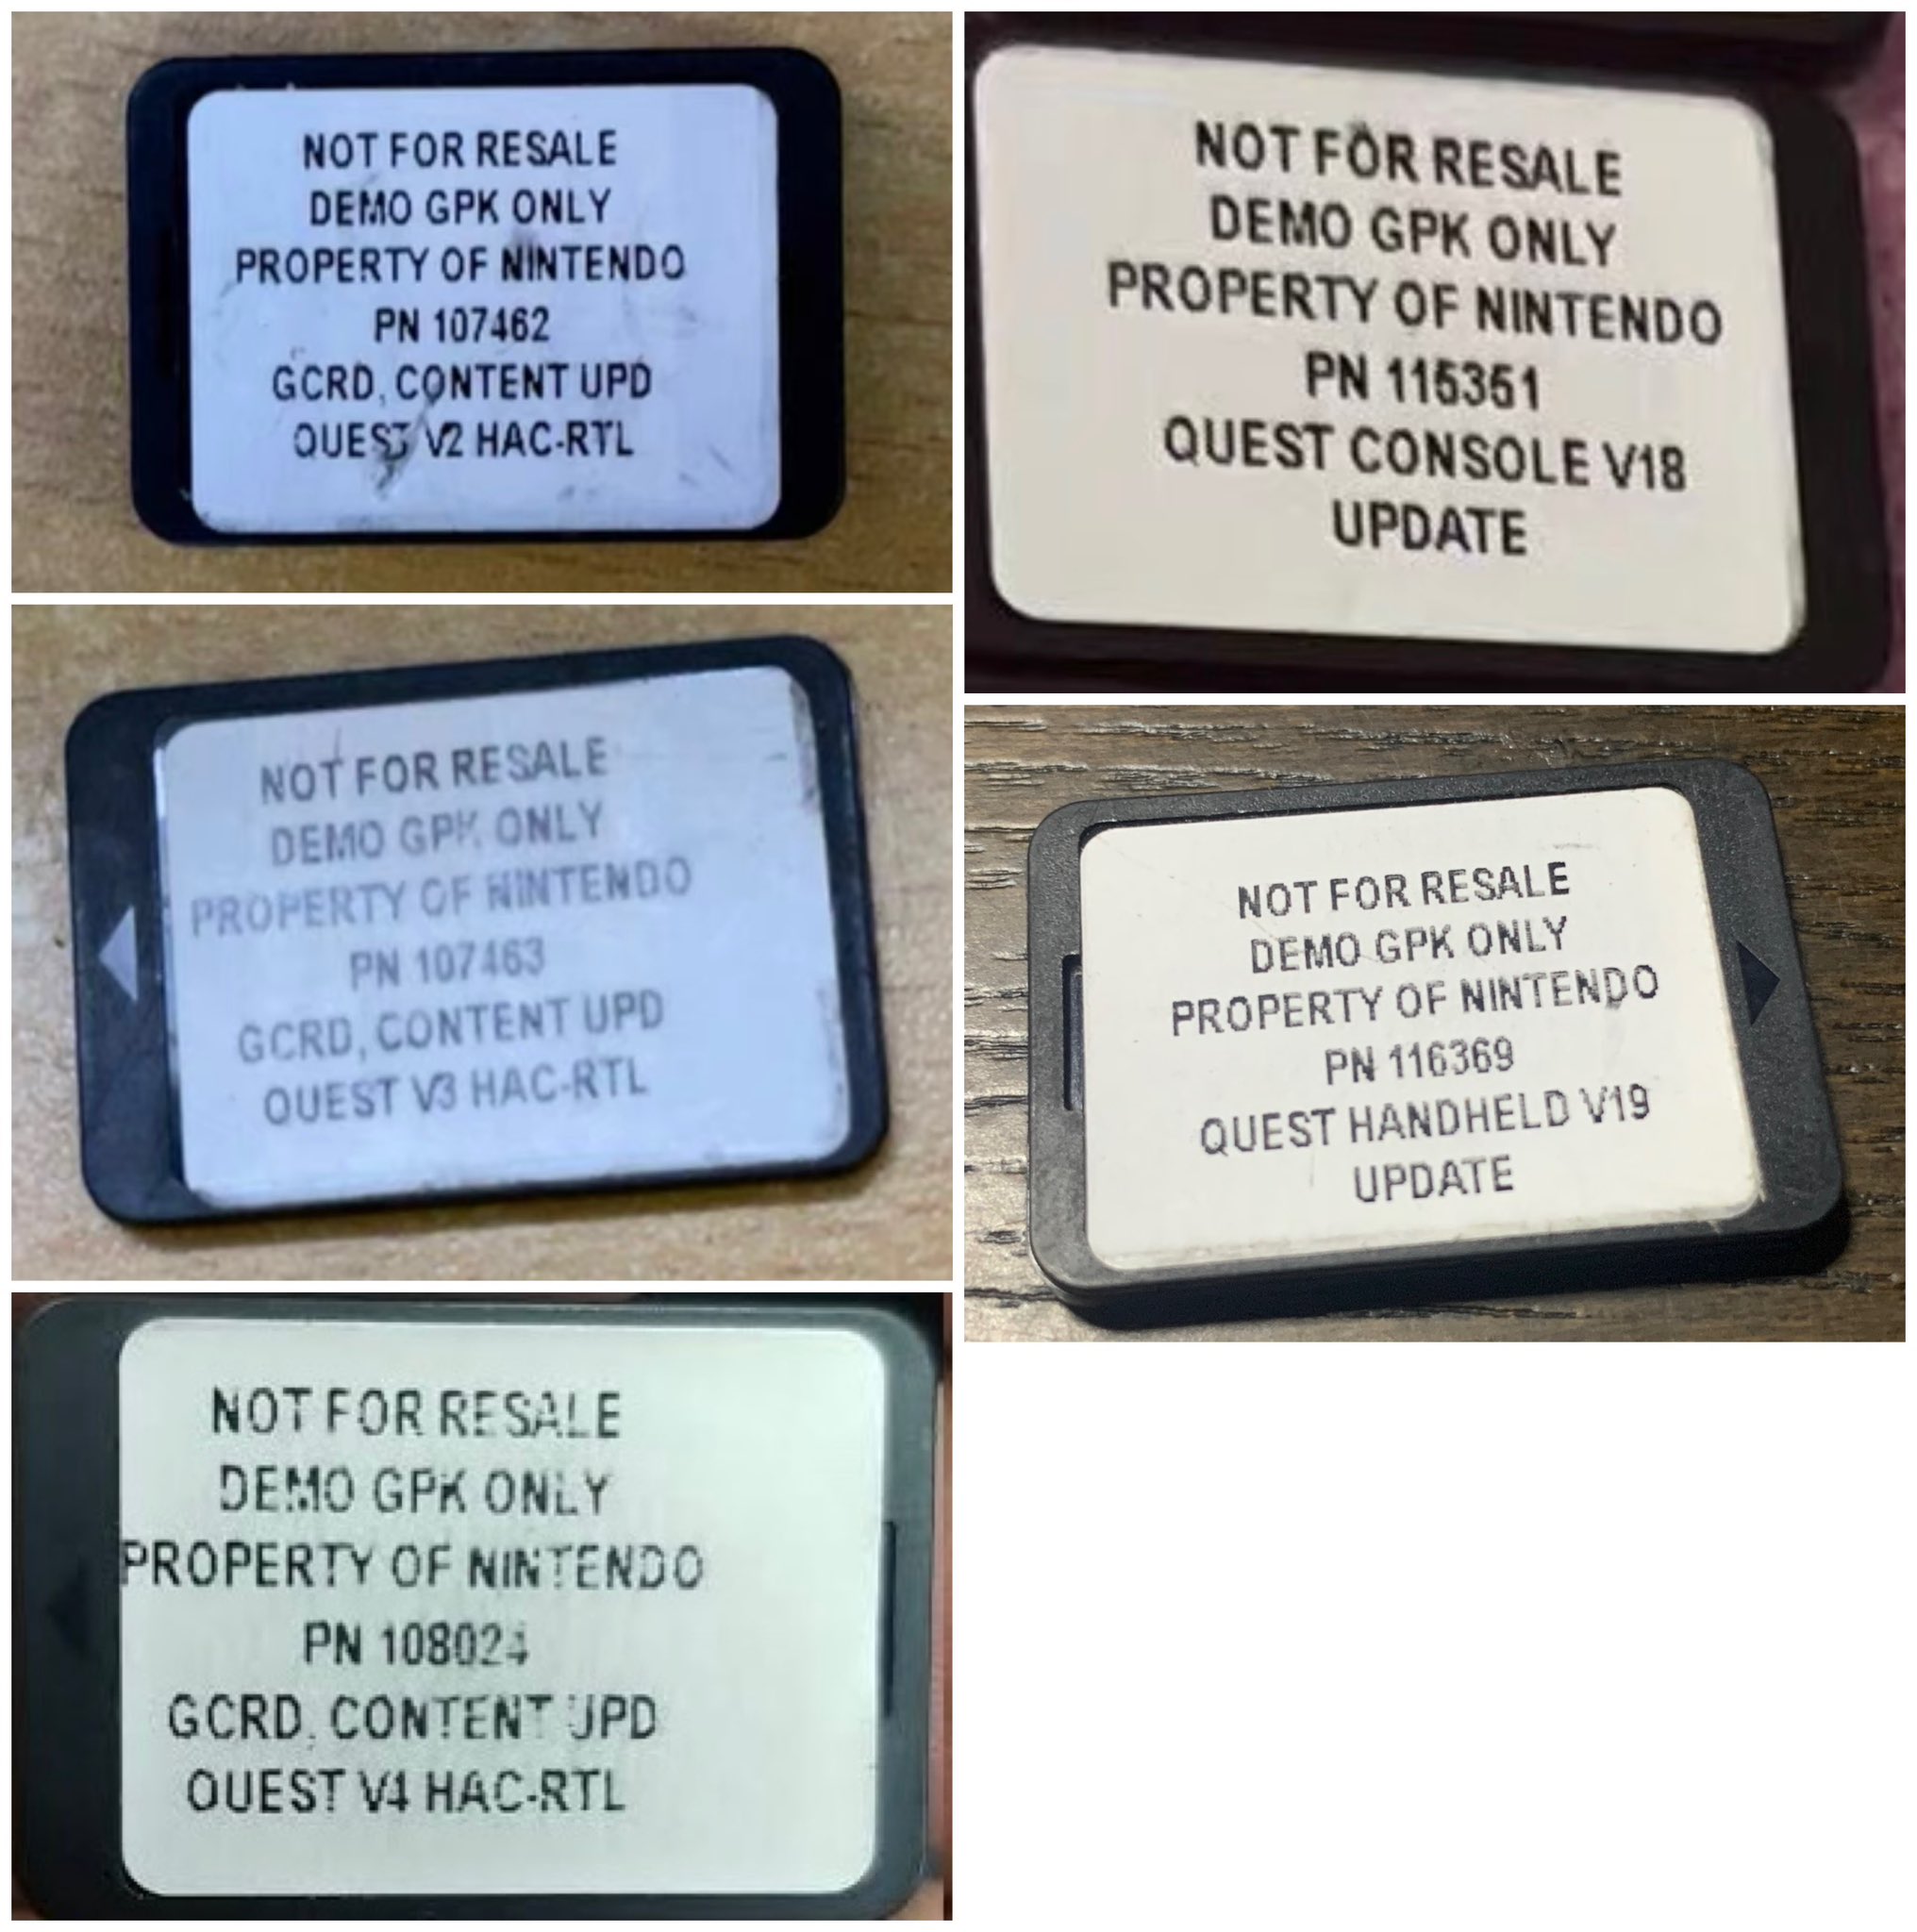 NOT FOR RESALE
DEMO GPK ONLY
PROPERTY OF NINTENDO
PN 107462
GCRD, CONTENT UPD
QUEST V2 HAC-RTL
NOT FOR RESALE
DEMO GPK ONLY
PROPERTY OF NINTENDO
PN 107463
GCRD, CONTENT UPD
QUEST V3 HAC-RTL
NOT FOR RESALE
DEMO GPK ONLY
PROPERTY OF NINTENDO
PN 108024
GCRD, CONTENT UPD
QUEST V4 HAC-RTL
NOT FOR RESALE
DEMO GPK ONLY
PROPERTY OF NINTENDO
PN 115351
QUEST CONSOLE V18
UPDATE
NOT FOR RESALE
DEMO GPK ONLY
PROPERTY OF NINTENDO
PN 116369
QUEST HANDHELD V19
UPDATE